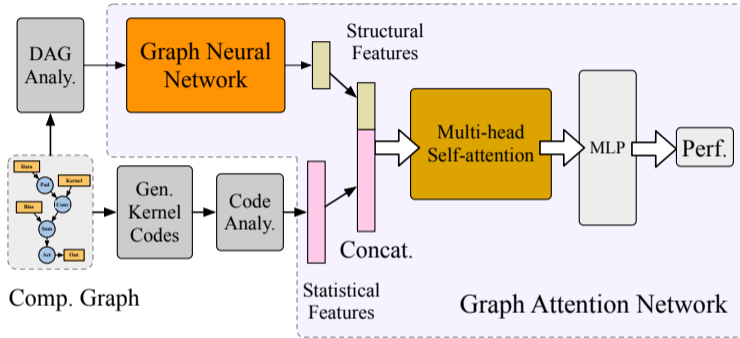 DAG
Analy.
Graph Neural
Network
Structural
Features
Multi-head
Self-attention
MLP
Perf.
Data
Pad
Kernel
Conv
Bias
Sum
Act
Out
Gen.
Kernel
Codes
Code
Analy.
Concat.
Comp. Graph
Statistical
Features
Graph Attention Network